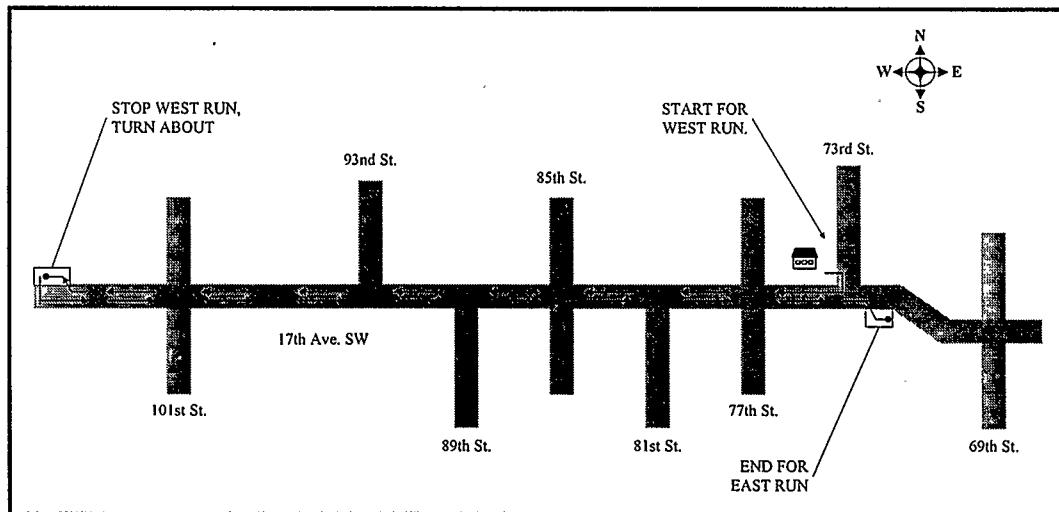 N
W E
S
STOP WEST RUN,
TURN ABOUT
START FOR
WEST RUN.
93nd St.
85th St.
73rd St.
17th Ave. SW
101st St.
89th St.
81st St.
77th St.
69th St.
END FOR
EAST RUN